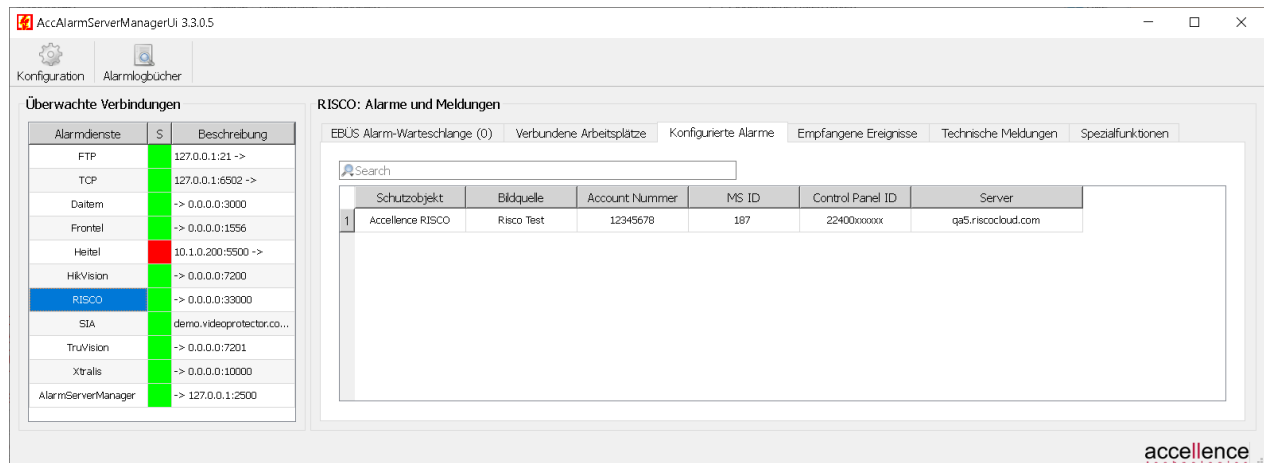 AccAlarmServerManagerUi 3.3.0.5
Konfiguration Alarmlogbücher
Überwachte Verbindungen
Alarmdienste S Beschreibung
FTP 127.0.0.1:21 ->
TCP 127.0.0.1:6502 ->
Daitem -> 0.0.0.0:3000
Frontel -> 0.0.0.0:1556
Heitel 10.1.0.200:5500 ->
HikVision -> 0.0.0.0:7200
RISCO -> 0.0.0.0:33000
SIA demo.videoprotector.co...
TruVision -> 0.0.0.0:7201
Xtralis -> 0.0.0.0:10000
AlarmServerManager -> 127.0.0.1:2500
RISCO: Alarme und Meldungen
EBÜS Alarm-Warteschlange (0) Verbundene Arbeitsplätze Konfigurierte Alarme Empfangene Ereignisse Technische Meldungen Spezialfunktionen
Search
Schutzobjekt Bildquelle Account Nummer MS ID Control Panel ID Server
1 Accellence RISCO Risco Test 12345678 187 22400xxxxxx qa5.riscocloud.com
accellence